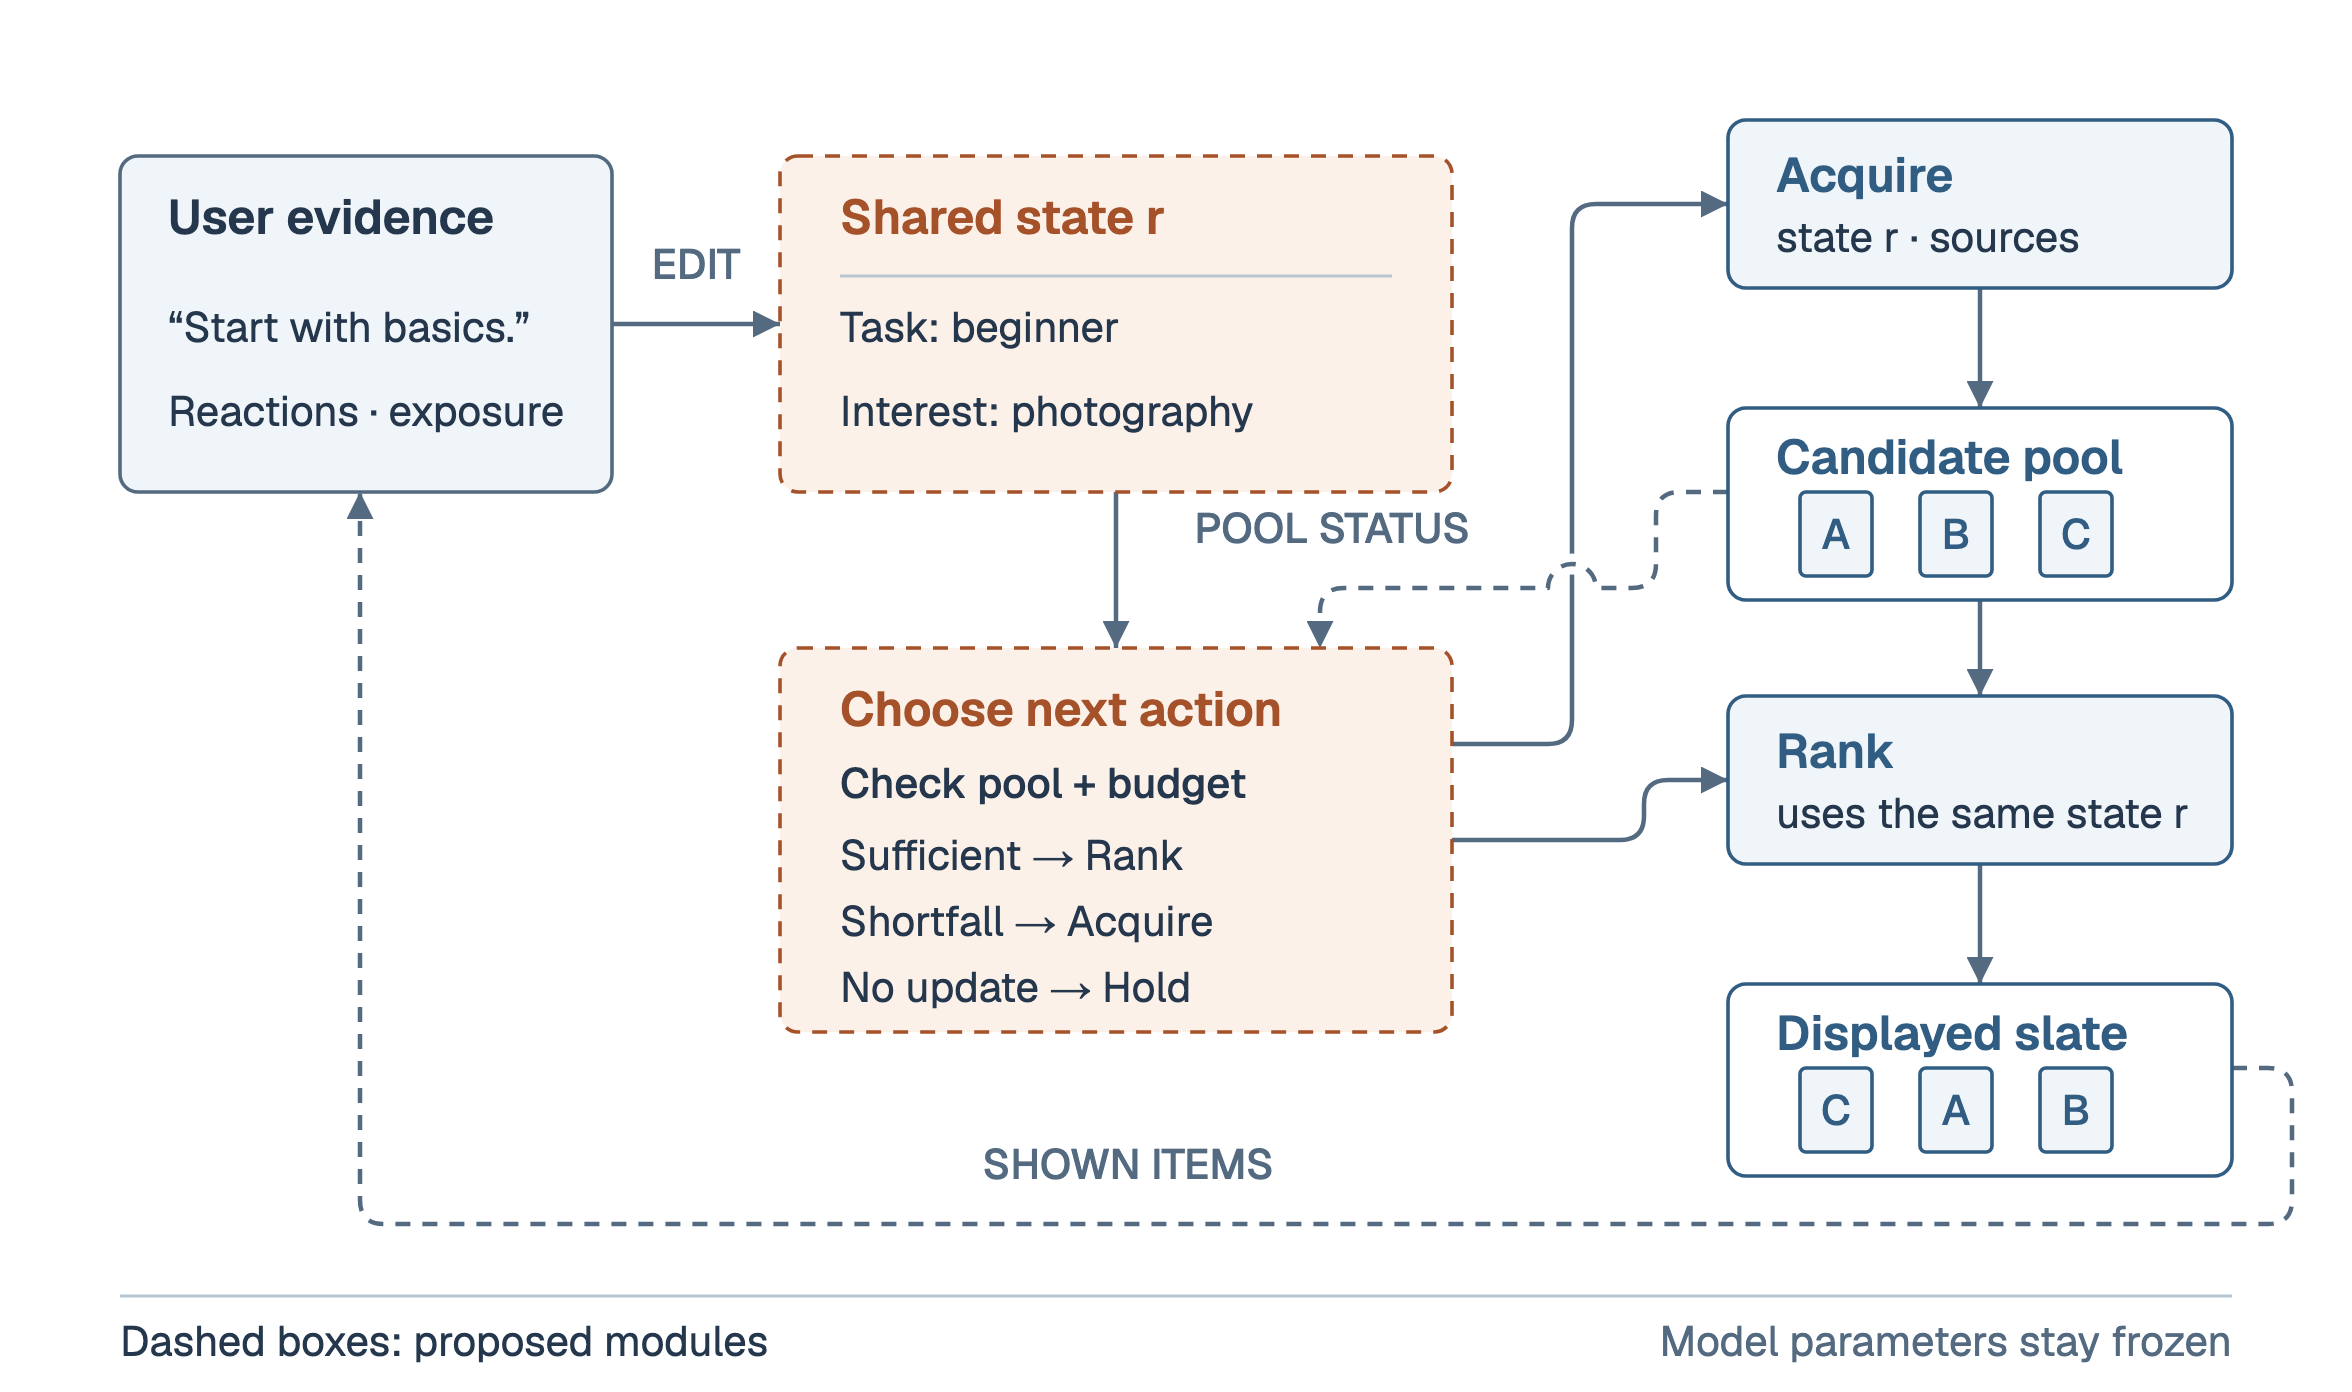 User evidence
“Start with basics.”
Reactions · exposure
EDIT
Shared state r
Task: beginner
Interest: photography
POOL STATUS
Choose next action
Check pool + budget
Sufficient → Rank
Shortfall → Acquire
No update → Hold
Acquire
state r · sources
Candidate pool
A B C
Rank
uses the same state r
Displayed slate
C A B
SHOWN ITEMS
Dashed boxes: proposed modules
Model parameters stay frozen